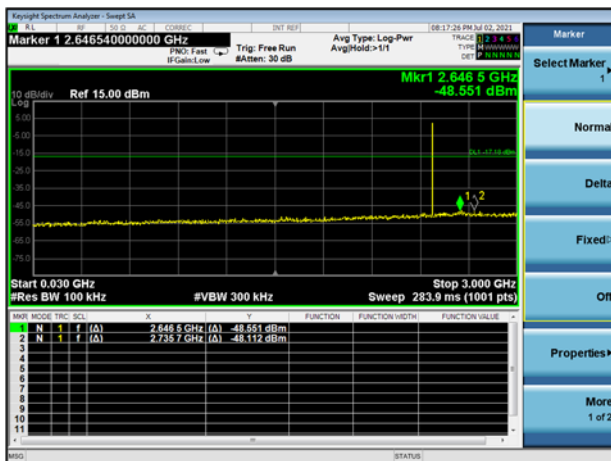 Keysight Spectrum Analyzer - Swept SA
RL RF 50 Ω AC CORREC INT REF 08:17:26 PM Jul 02, 2021
Marker 1 2.646540000000 GHz
PNO: Fast
IFGain:Low
Trig: Free Run
#Atten: 30 dB
Avg Type: Log-Pwr
Avg|Hold:>1/1
TRACE 1 2 3 4 5 6
TYPE M W W W W W
DET P N N N N N
Mkr1 2.646 5 GHz
-48.551 dBm
10 dB/div Ref 15.00 dBm
Log
5.00
-5.00
-15.0
-25.0
-35.0
-45.0
-55.0
-65.0
-75.0
DL1 -17.18 dBm
1 2
Start 0.030 GHz Stop 3.000 GHz
#Res BW 100 kHz #VBW 300 kHz Sweep 283.9 ms (1001 pts)
MKR MODE TRC SCL X Y FUNCTION FUNCTION WIDTH FUNCTION VALUE
1 N 1 f (Δ) 2.646 5 GHz (Δ) -48.551 dBm
2 N 1 f (Δ) 2.735 7 GHz (Δ) -48.112 dBm
3
4
5
6
7
8
9
10
11
MSG STATUS
Marker
Select Marker
1
Normal
Delta
Fixed
Off
Properties
More
1 of 2